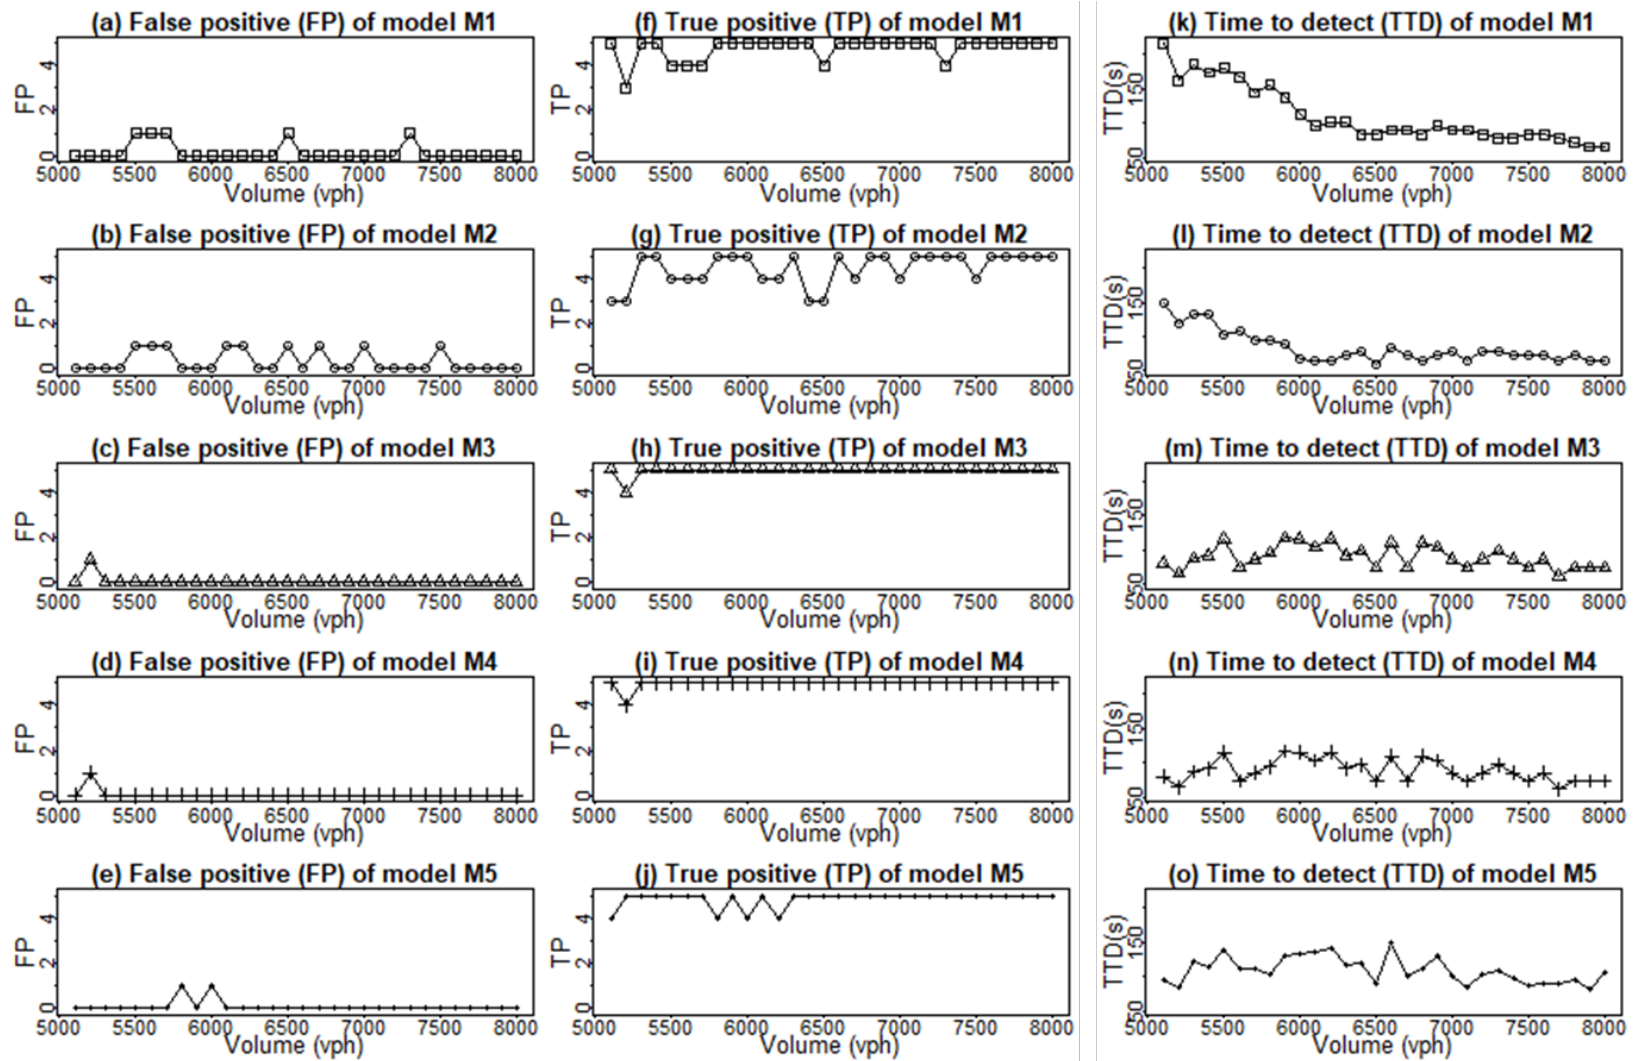 (a) False positive (FP) of model M1
FP
0 2 4
5000 5500 6000 6500 7000 7500 8000
Volume (vph)
(f) True positive (TP) of model M1
TP
0 2 4
5000 5500 6000 6500 7000 7500 8000
Volume (vph)
(k) Time to detect (TTD) of model M1
TTD(s)
50 150
5000 5500 6000 6500 7000 7500 8000
Volume (vph)
(b) False positive (FP) of model M2
FP
0 2 4
5000 5500 6000 6500 7000 7500 8000
Volume (vph)
(g) True positive (TP) of model M2
TP
0 2 4
5000 5500 6000 6500 7000 7500 8000
Volume (vph)
(l) Time to detect (TTD) of model M2
TTD(s)
50 150
5000 5500 6000 6500 7000 7500 8000
Volume (vph)
(c) False positive (FP) of model M3
FP
0 2 4
5000 5500 6000 6500 7000 7500 8000
Volume (vph)
(h) True positive (TP) of model M3
TP
0 2 4
5000 5500 6000 6500 7000 7500 8000
Volume (vph)
(m) Time to detect (TTD) of model M3
TTD(s)
50 150
5000 5500 6000 6500 7000 7500 8000
Volume (vph)
(d) False positive (FP) of model M4
FP
0 2 4
5000 5500 6000 6500 7000 7500 8000
Volume (vph)
(i) True positive (TP) of model M4
TP
0 2 4
5000 5500 6000 6500 7000 7500 8000
Volume (vph)
(n) Time to detect (TTD) of model M4
TTD(s)
50 150
5000 5500 6000 6500 7000 7500 8000
Volume (vph)
(e) False positive (FP) of model M5
FP
0 2 4
5000 5500 6000 6500 7000 7500 8000
Volume (vph)
(j) True positive (TP) of model M5
TP
0 2 4
5000 5500 6000 6500 7000 7500 8000
Volume (vph)
(o) Time to detect (TTD) of model M5
TTD(s)
50 150
5000 5500 6000 6500 7000 7500 8000
Volume (vph)